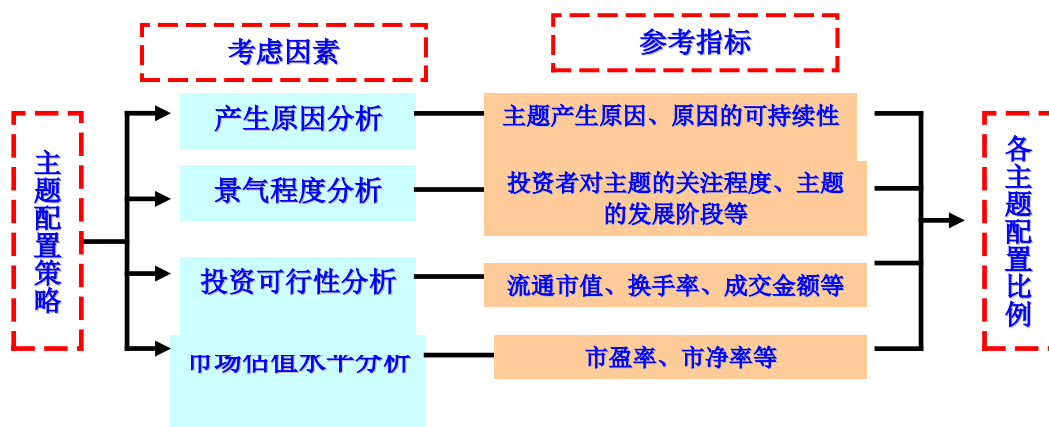 考虑因素
参考指标
主题配置策略
产生原因分析
主题产生原因、原因的可持续性
景气程度分析
投资者对主题的关注程度、主题
的发展阶段等
投资可行性分析
流通市值、换手率、成交金额等
市场估值水平分析
市盈率、市净率等
各主题配置比例